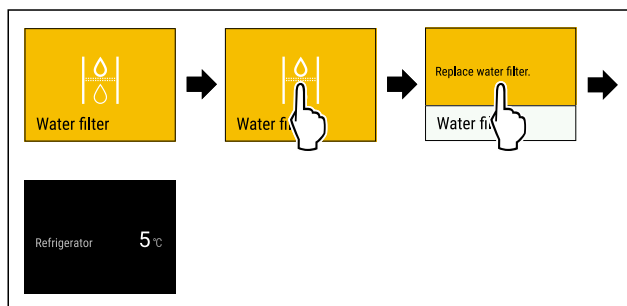 Water filter
Water fi
Replace water filter.
Water fi
Refrigerator 5 °C